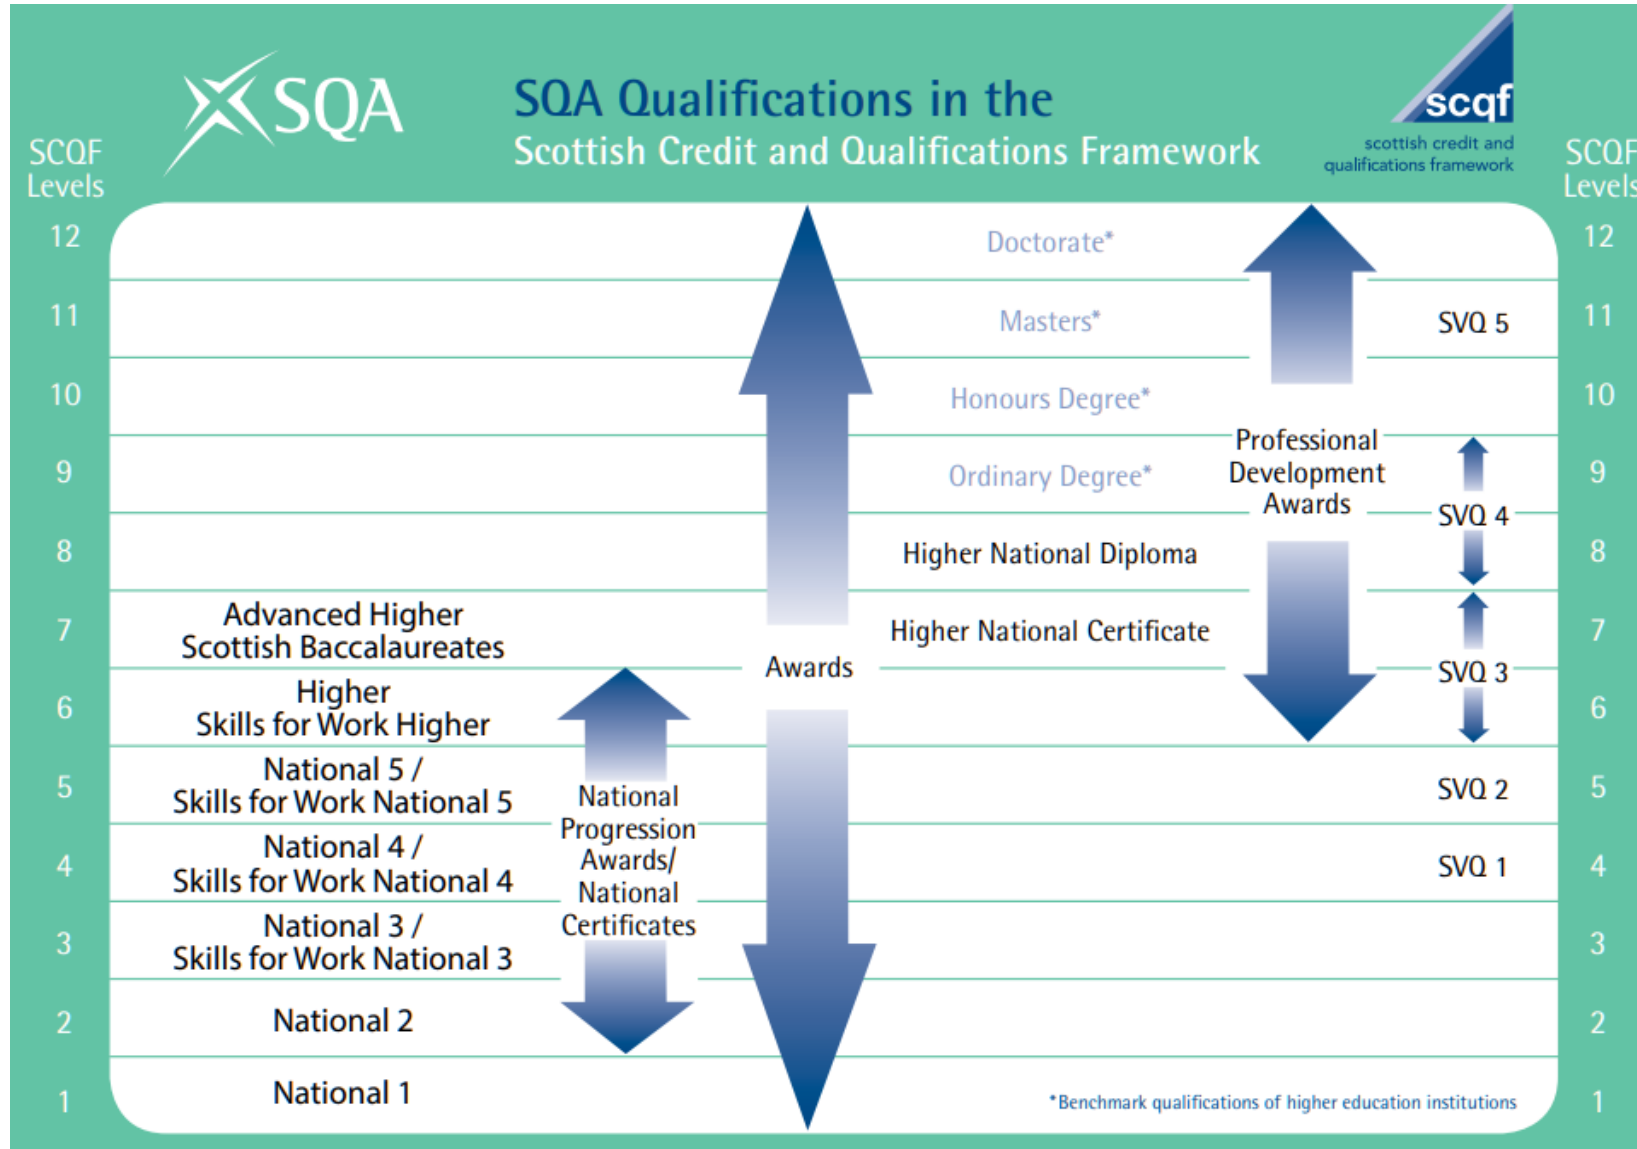 SQA
SQA Qualifications in the
Scottish Credit and Qualifications Framework
scqf
scottish credit and
qualifications framework
SCQF
Levels
SCQF
Levels
12
Doctorate*
12
11
Masters*
SVQ 5
11
10
Honours Degree*
10
9
Ordinary Degree*
Professional
Development
Awards
9
SVQ 4
8
Higher National Diploma
8
7
Advanced Higher
Scottish Baccalaureates
Higher National Certificate
7
Awards
SVQ 3
6
Higher
Skills for Work Higher
6
5
National 5 /
Skills for Work National 5
SVQ 2
5
National
Progression
Awards/
National
Certificates
4
National 4 /
Skills for Work National 4
SVQ 1
4
3
National 3 /
Skills for Work National 3
3
2
National 2
2
1
National 1
*Benchmark qualifications of higher education institutions
1